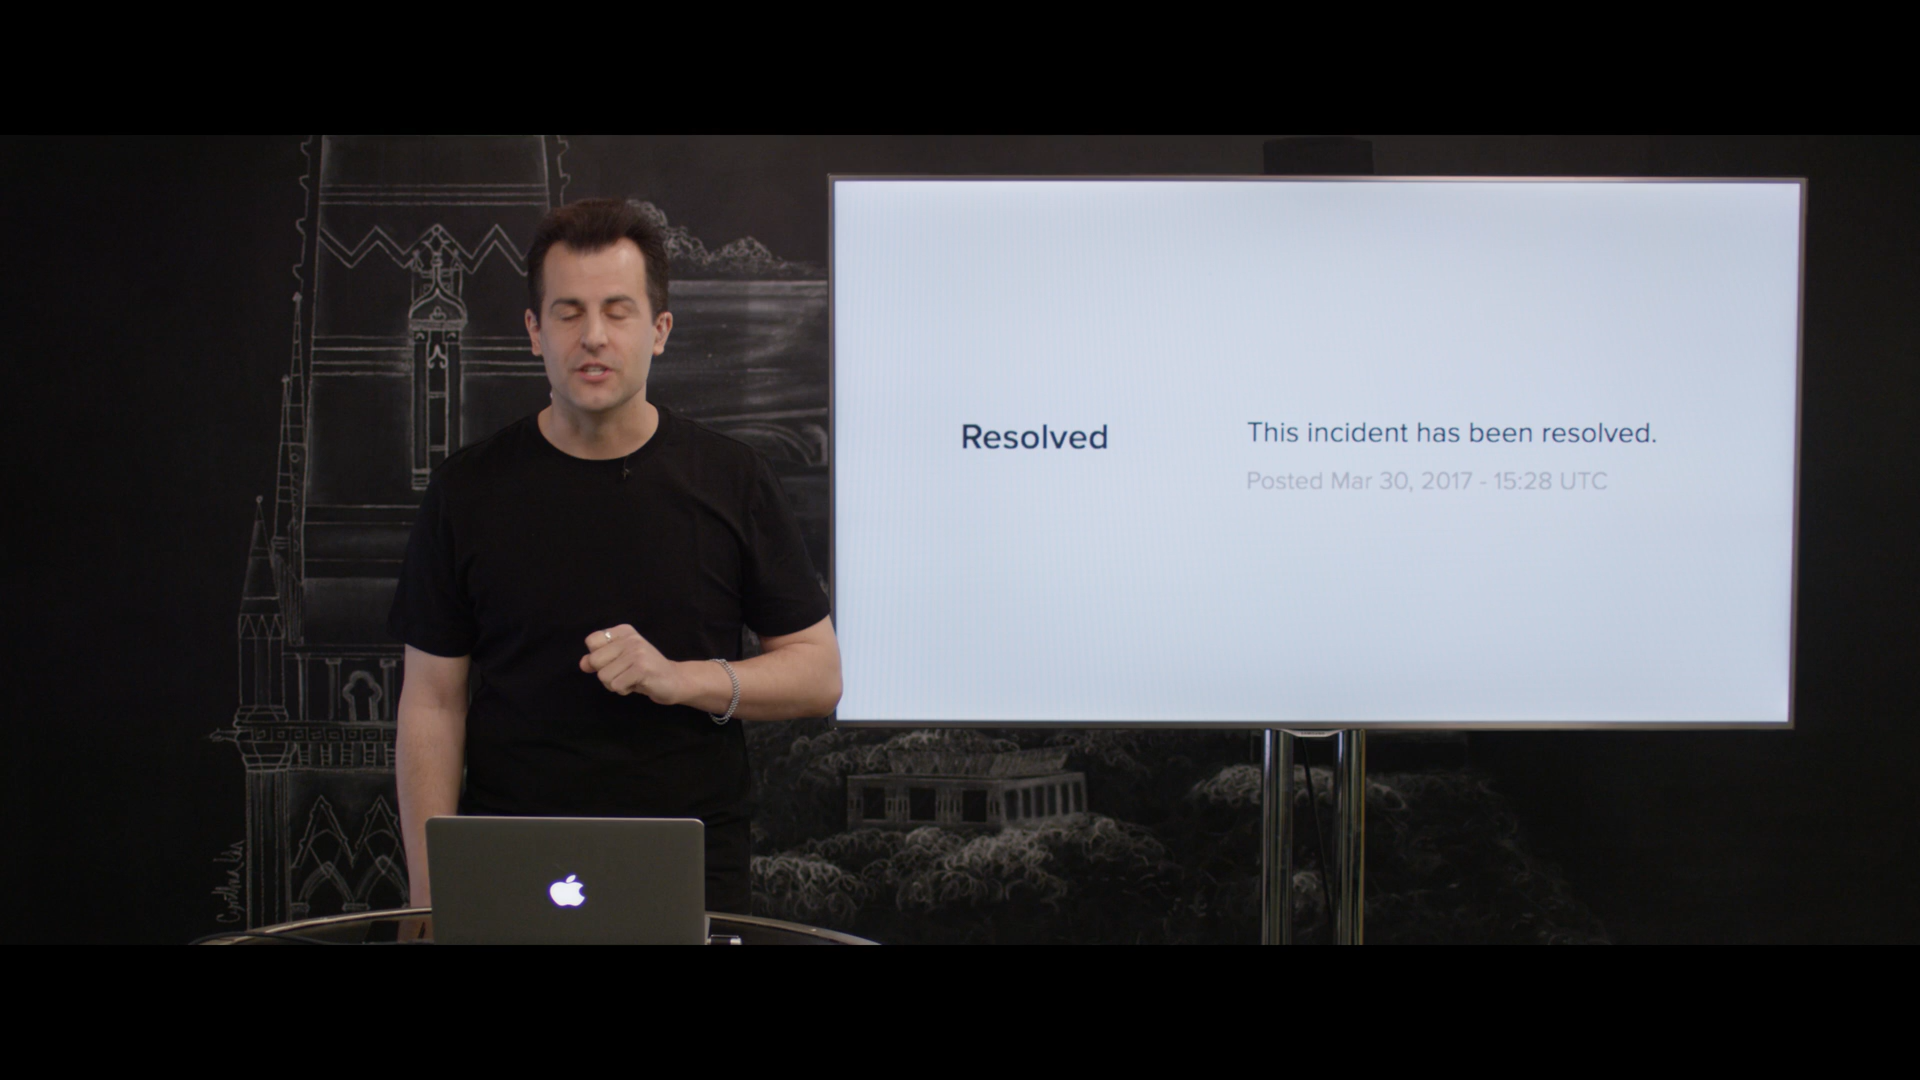 Resolved
This incident has been resolved.
Posted Mar 30, 2017 - 15:28 UTC